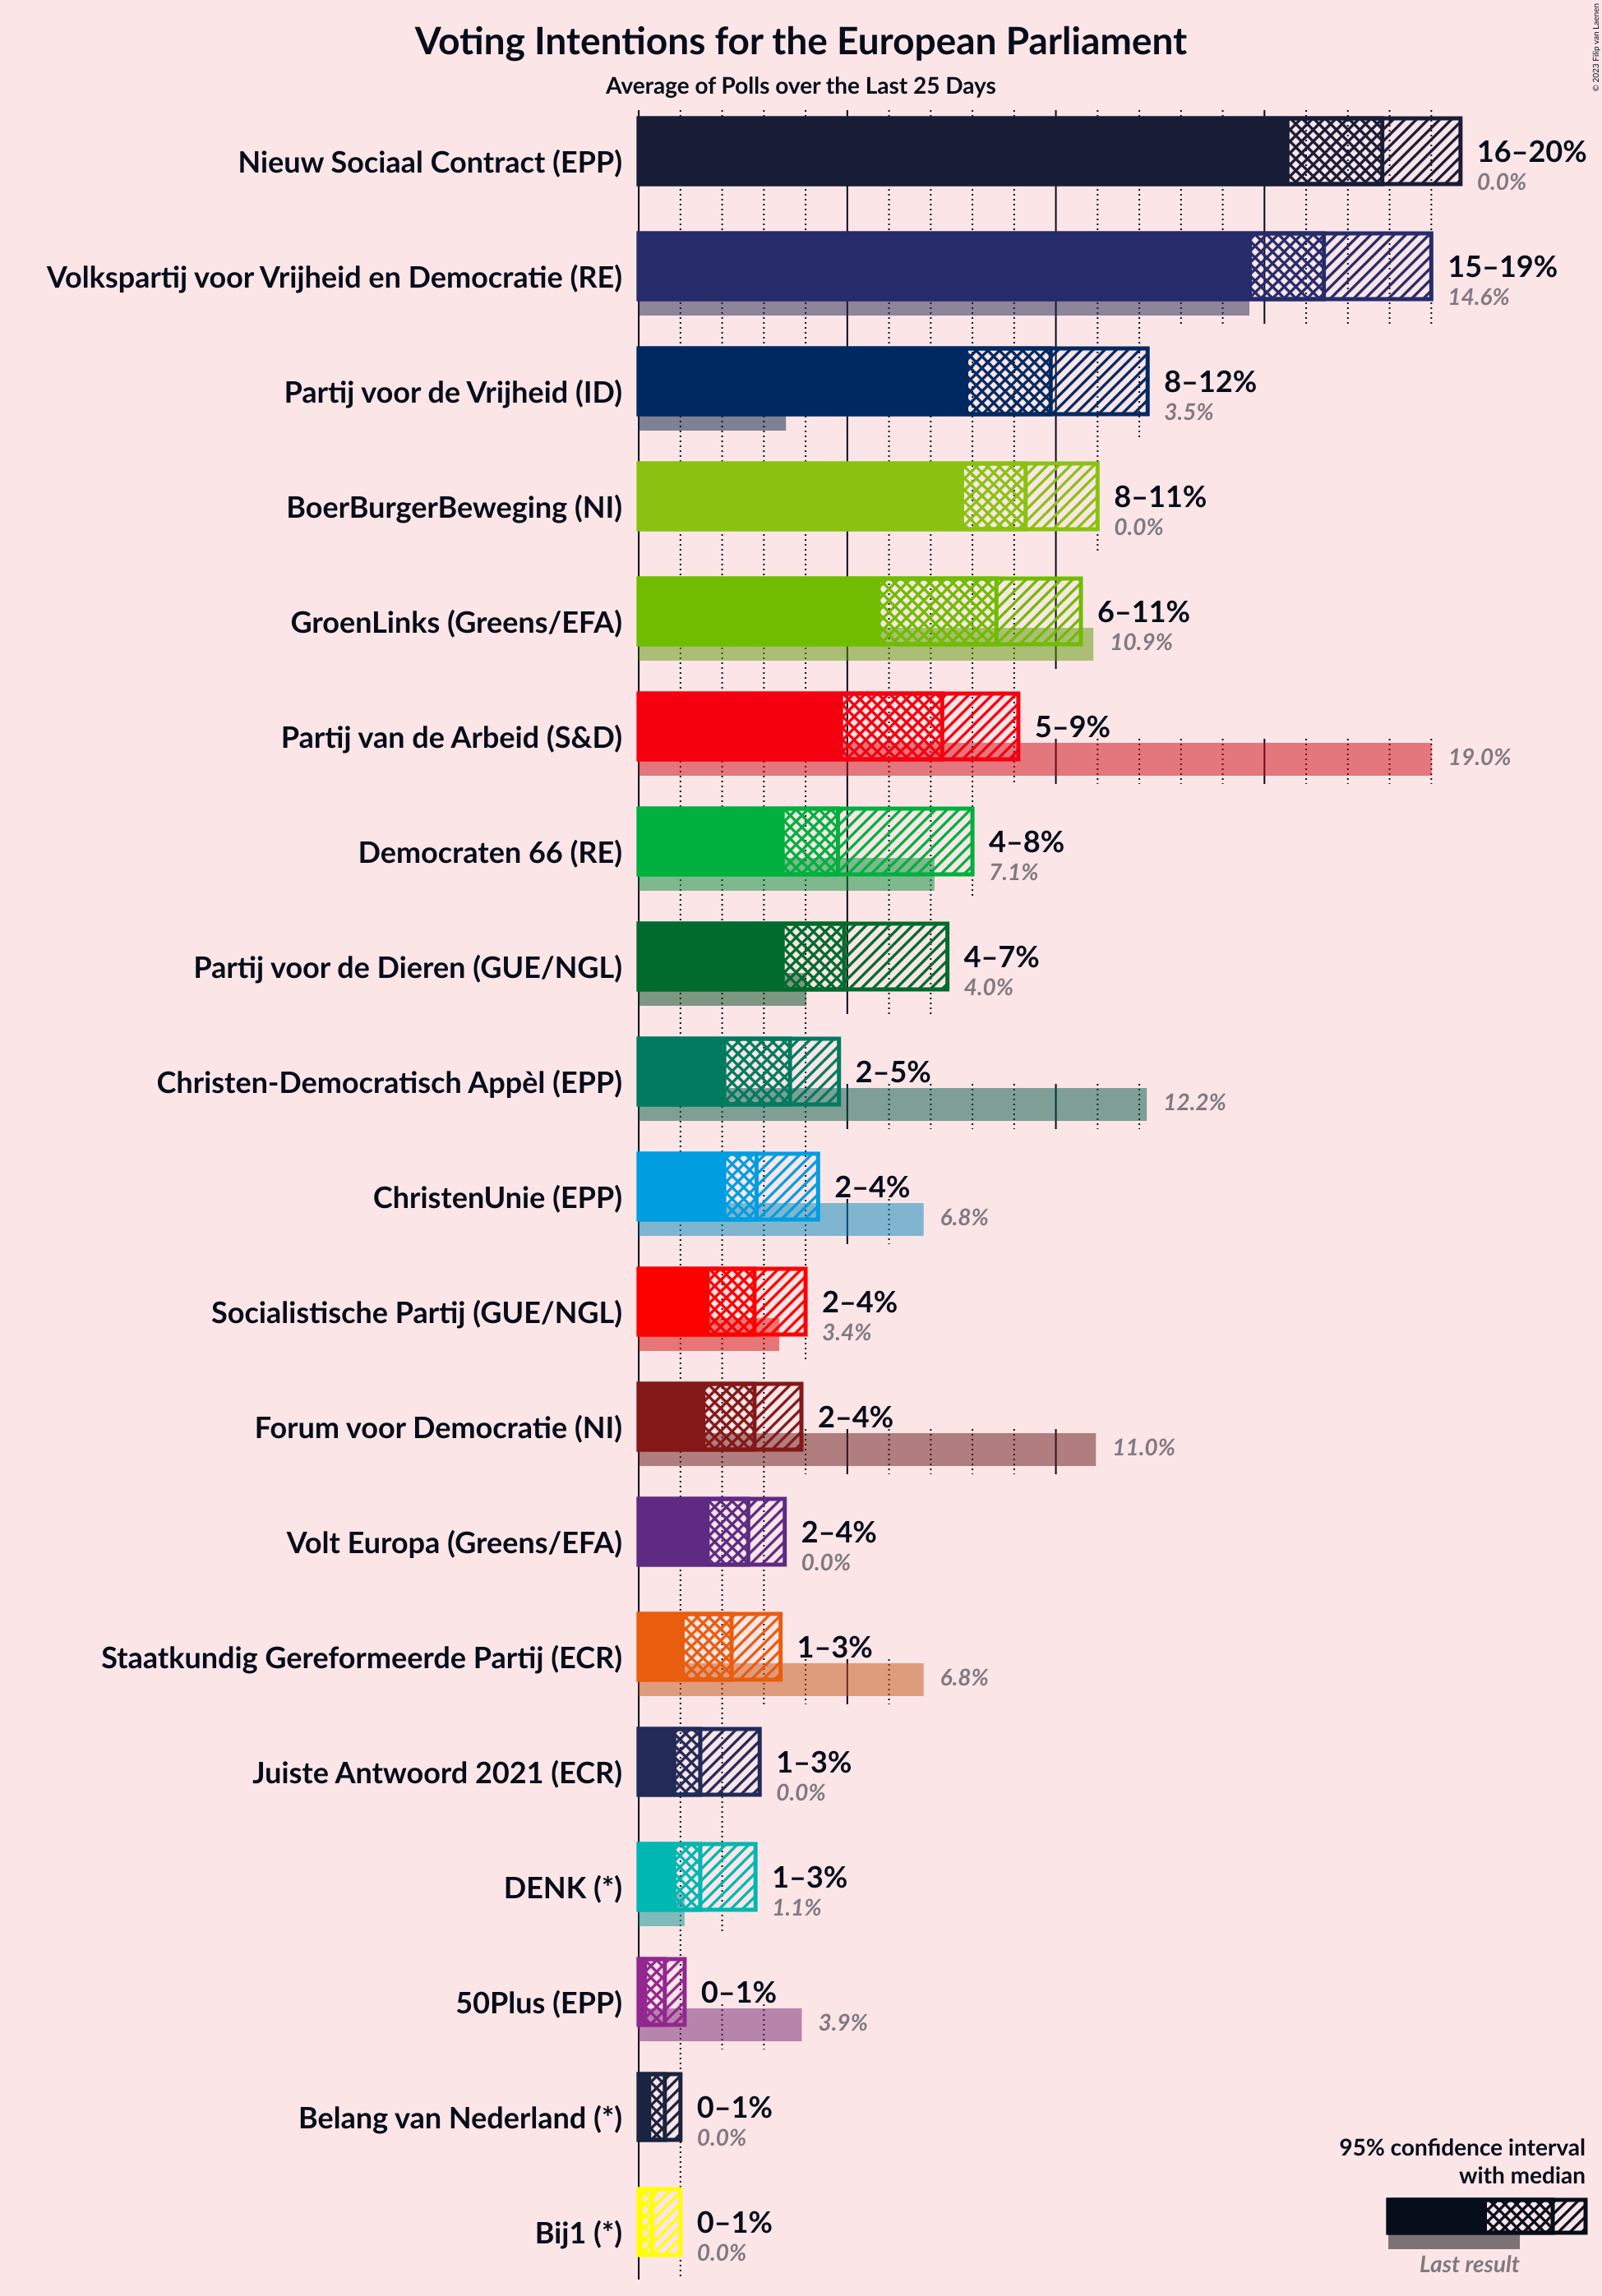 © 2023 Filip van Laenen
Voting Intentions for the European Parliament
Average of Polls over the Last 25 Days
Nieuw Sociaal Contract (EPP)
16–20%
0.0%
Volkspartij voor Vrijheid en Democratie (RE)
15–19%
14.6%
Partij voor de Vrijheid (ID)
8–12%
3.5%
BoerBurgerBeweging (NI)
8–11%
0.0%
GroenLinks (Greens/EFA)
6–11%
10.9%
Partij van de Arbeid (S&D)
5–9%
19.0%
Democraten 66 (RE)
4–8%
7.1%
Partij voor de Dieren (GUE/NGL)
4–7%
4.0%
Christen-Democratisch Appèl (EPP)
2–5%
12.2%
ChristenUnie (EPP)
2–4%
6.8%
Socialistische Partij (GUE/NGL)
2–4%
3.4%
Forum voor Democratie (NI)
2–4%
11.0%
Volt Europa (Greens/EFA)
2–4%
0.0%
Staatkundig Gereformeerde Partij (ECR)
1–3%
6.8%
Juiste Antwoord 2021 (ECR)
1–3%
0.0%
DENK (*)
1–3%
1.1%
50Plus (EPP)
0–1%
3.9%
Belang van Nederland (*)
0–1%
0.0%
Bij1 (*)
0–1%
0.0%
95% confidence interval
with median
Last result